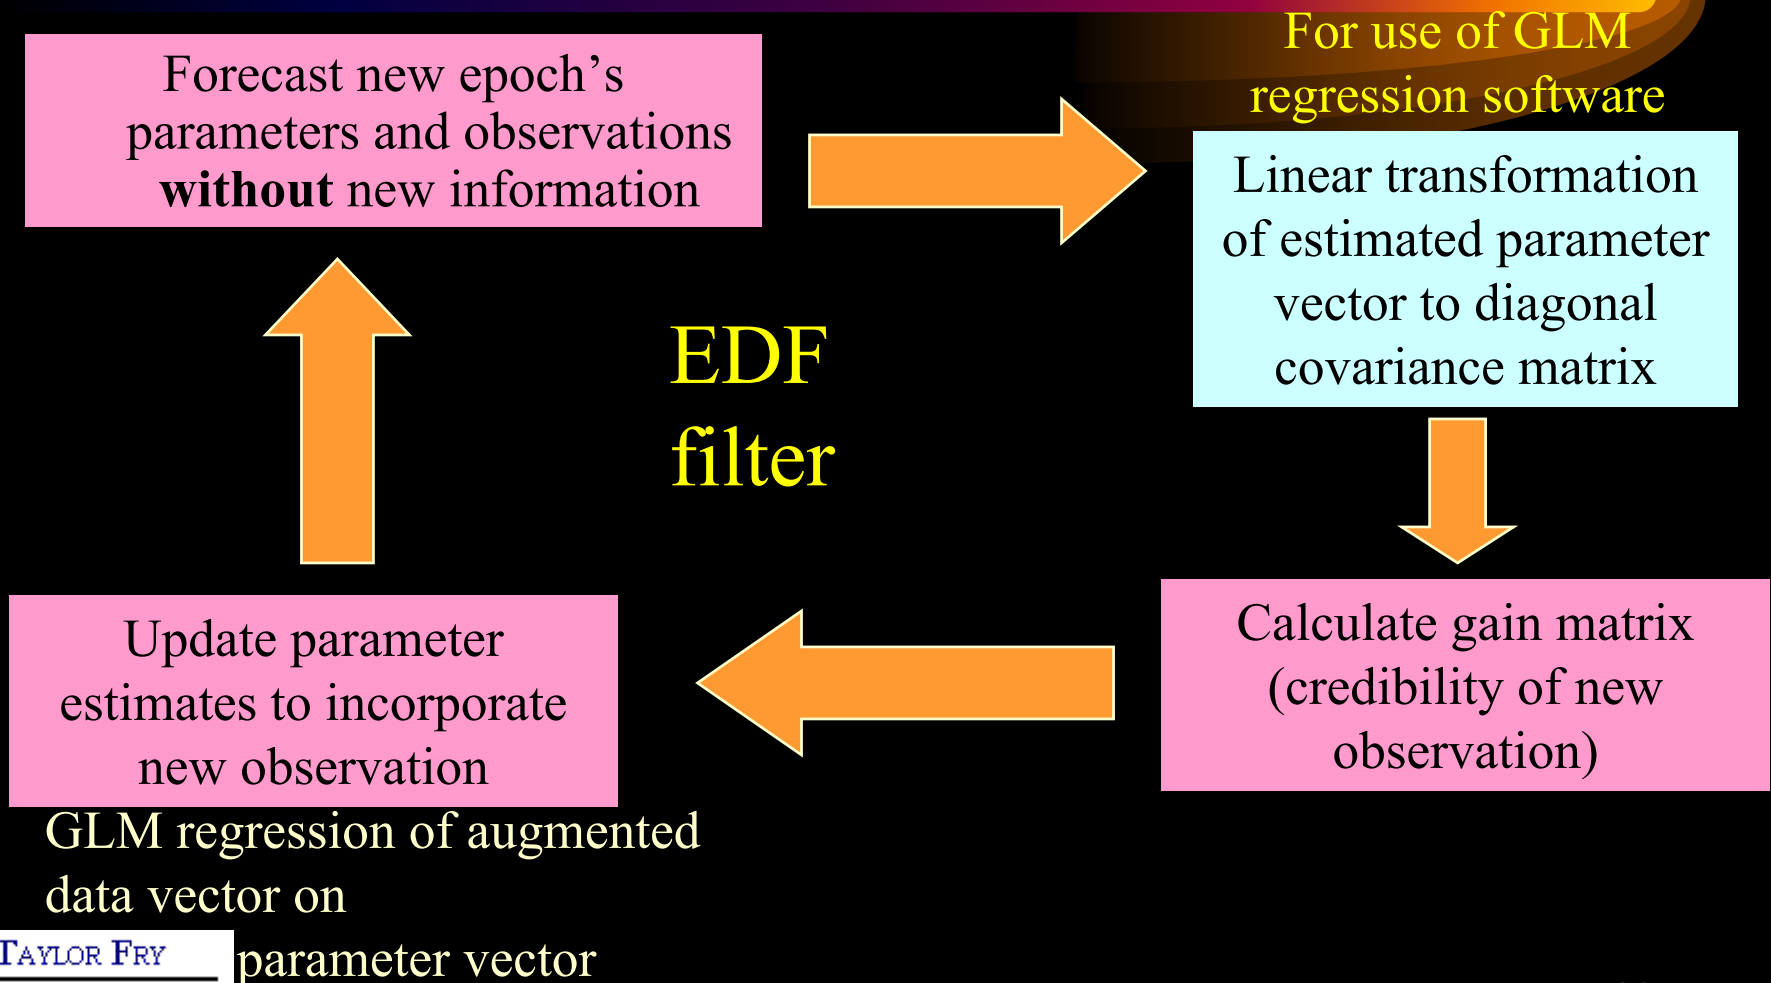 Forecast new epoch’s
parameters and observations
without new information
For use of GLM
regression software
Linear transformation
of estimated parameter
vector to diagonal
covariance matrix
EDF
filter
Calculate gain matrix
(credibility of new
observation)
Update parameter
estimates to incorporate
new observation
GLM regression of augmented
data vector on
parameter vector
TAYLOR FRY